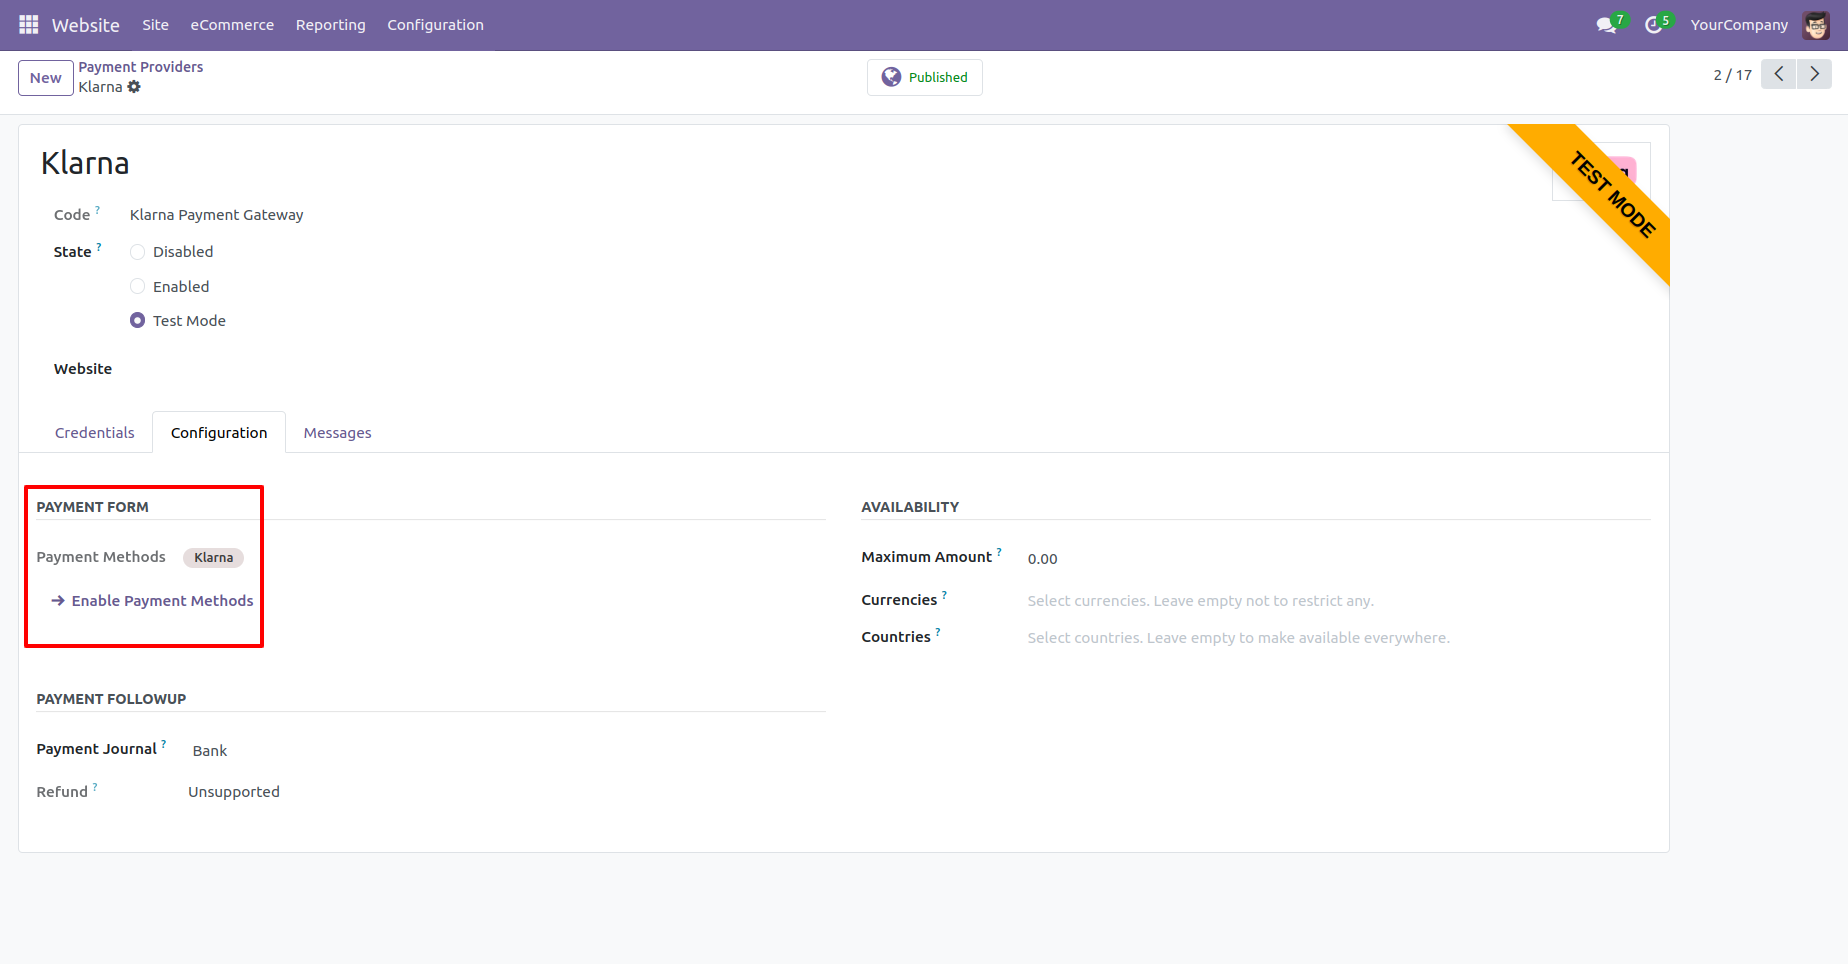 Website Site eCommerce Reporting Configuration 7 5 YourCompany
New Payment Providers
Klarna
Published
2 / 17
Klarna
TEST MODE
Code ? Klarna Payment Gateway
State ? Disabled
Enabled
Test Mode
Website
Credentials Configuration Messages
PAYMENT FORM
Payment Methods Klarna
→ Enable Payment Methods
AVAILABILITY
Maximum Amount ? 0.00
Currencies ? Select currencies. Leave empty not to restrict any.
Countries ? Select countries. Leave empty to make available everywhere.
PAYMENT FOLLOWUP
Payment Journal ? Bank
Refund ? Unsupported